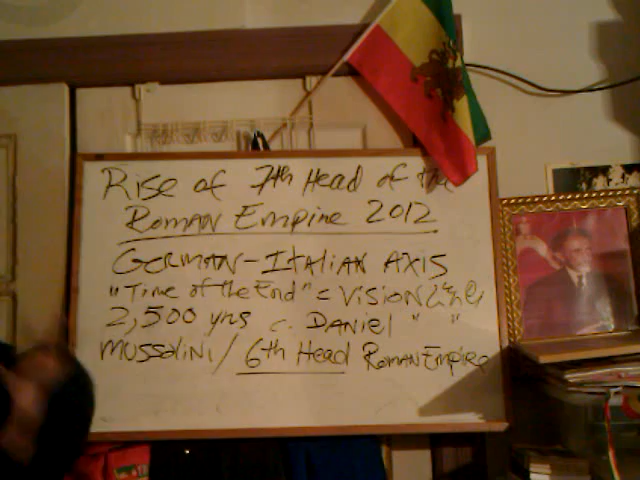 Rise of 7th Head of the
Roman Empire 2012
GERMAN-ITALIAN AXIS
"Time of the End" = VISION
2,500 yrs c. DANIEL " "
MUSSOLINI/ 6th Head Roman Empire